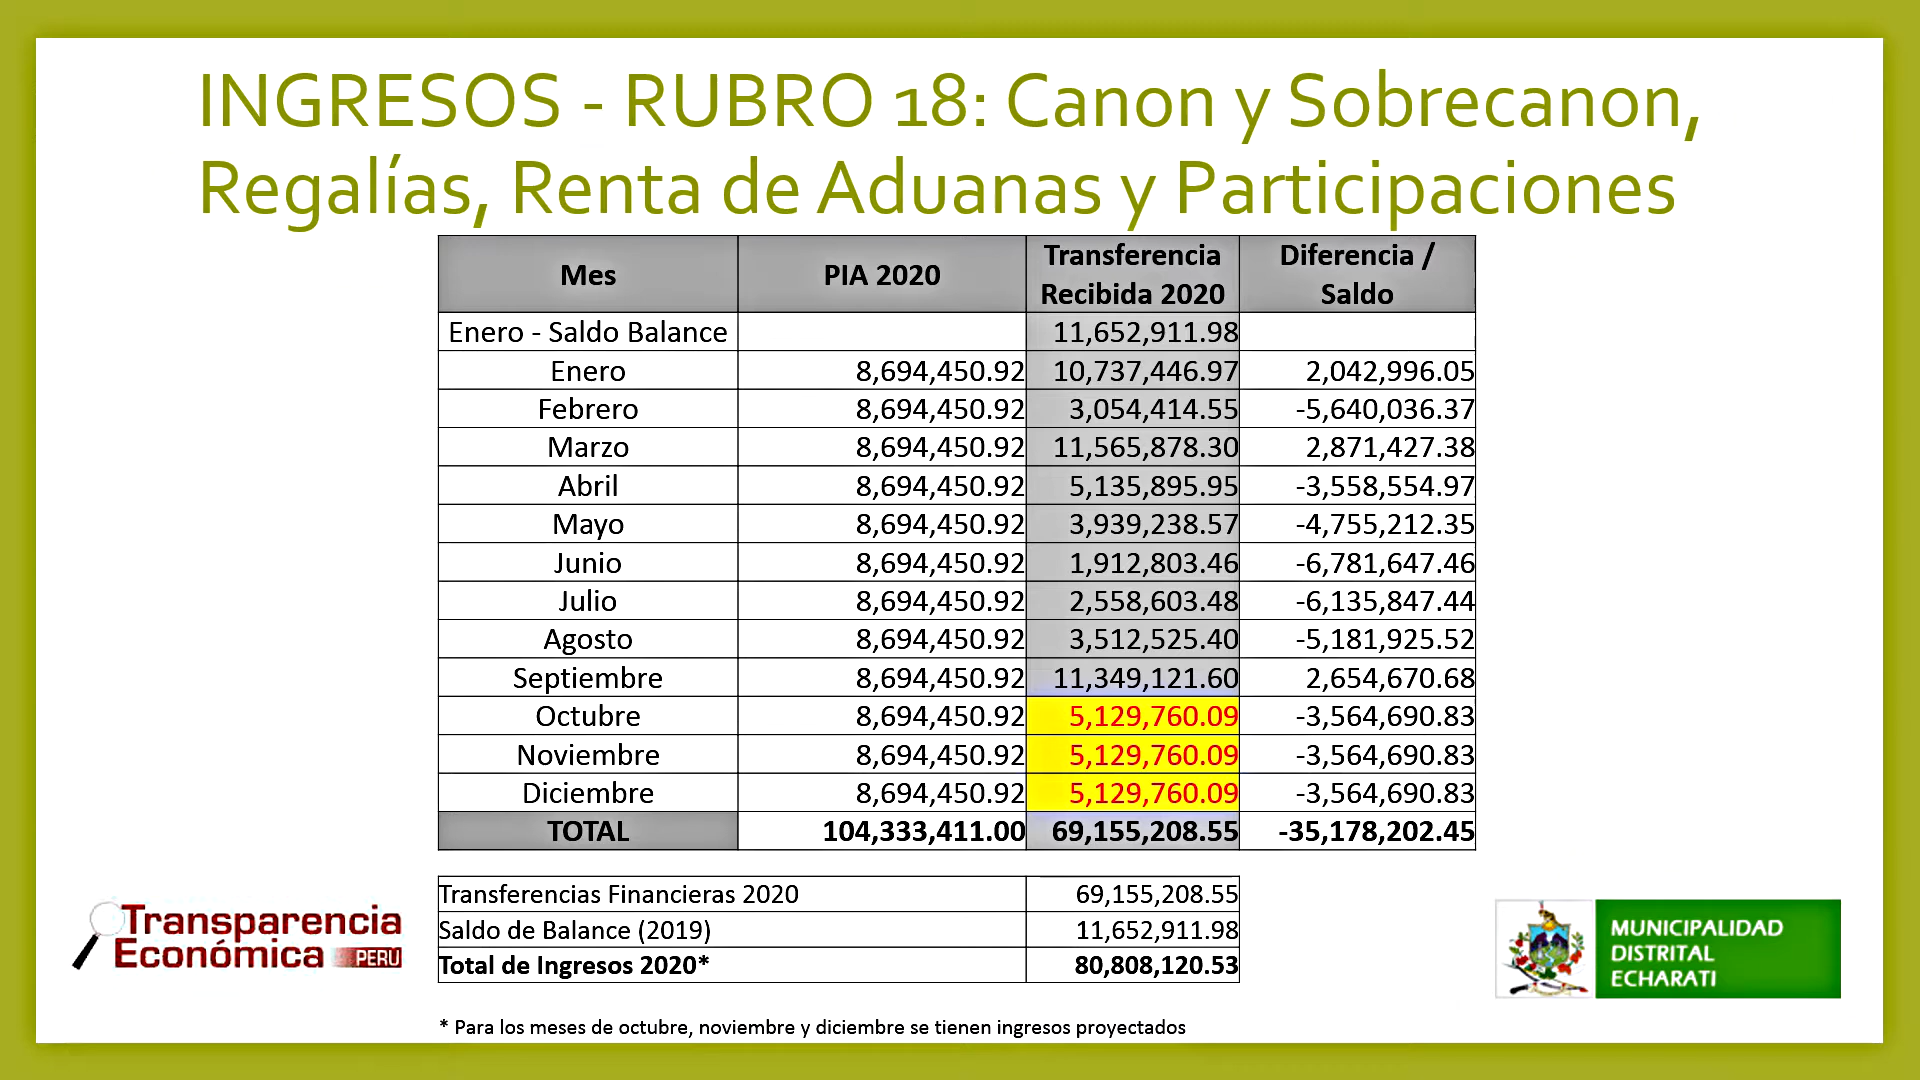 INGRESOS - RUBRO 18: Canon y Sobrecanon,
Regalías, Renta de Aduanas y Participaciones
Mes PIA 2020 Transferencia Recibida 2020 Diferencia / Saldo
Enero - Saldo Balance 11,652,911.98
Enero 8,694,450.92 10,737,446.97 2,042,996.05
Febrero 8,694,450.92 3,054,414.55 -5,640,036.37
Marzo 8,694,450.92 11,565,878.30 2,871,427.38
Abril 8,694,450.92 5,135,895.95 -3,558,554.97
Mayo 8,694,450.92 3,939,238.57 -4,755,212.35
Junio 8,694,450.92 1,912,803.46 -6,781,647.46
Julio 8,694,450.92 2,558,603.48 -6,135,847.44
Agosto 8,694,450.92 3,512,525.40 -5,181,925.52
Septiembre 8,694,450.92 11,349,121.60 2,654,670.68
Octubre 8,694,450.92 5,129,760.09 -3,564,690.83
Noviembre 8,694,450.92 5,129,760.09 -3,564,690.83
Diciembre 8,694,450.92 5,129,760.09 -3,564,690.83
TOTAL 104,333,411.00 69,155,208.55 -35,178,202.45
Transferencias Financieras 2020 69,155,208.55
Saldo de Balance (2019) 11,652,911.98
Total de Ingresos 2020* 80,808,120.53
* Para los meses de octubre, noviembre y diciembre se tienen ingresos proyectados
Transparencia
Económica PERU
MUNICIPALIDAD
DISTRITAL
ECHARATI